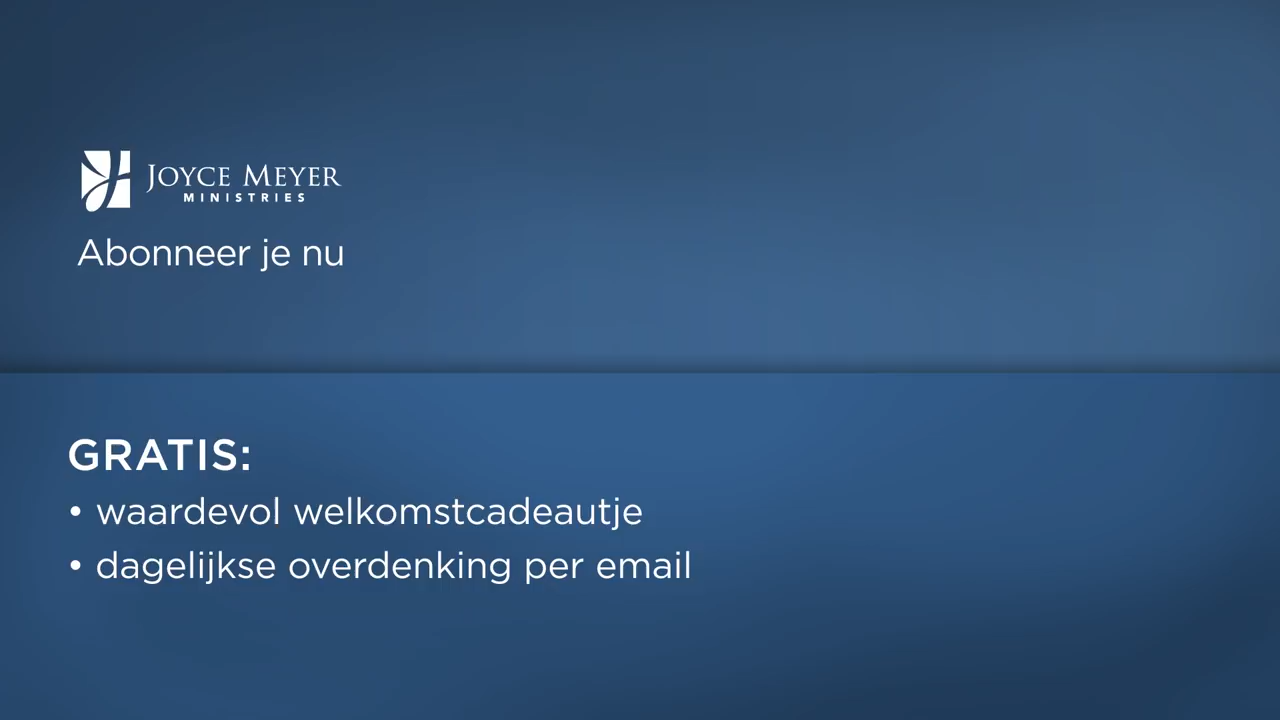 JOYCE MEYER
MINISTRIES
Abonneer je nu
GRATIS:
• waardevol welkomstcadeautje
• dagelijkse overdenking per email